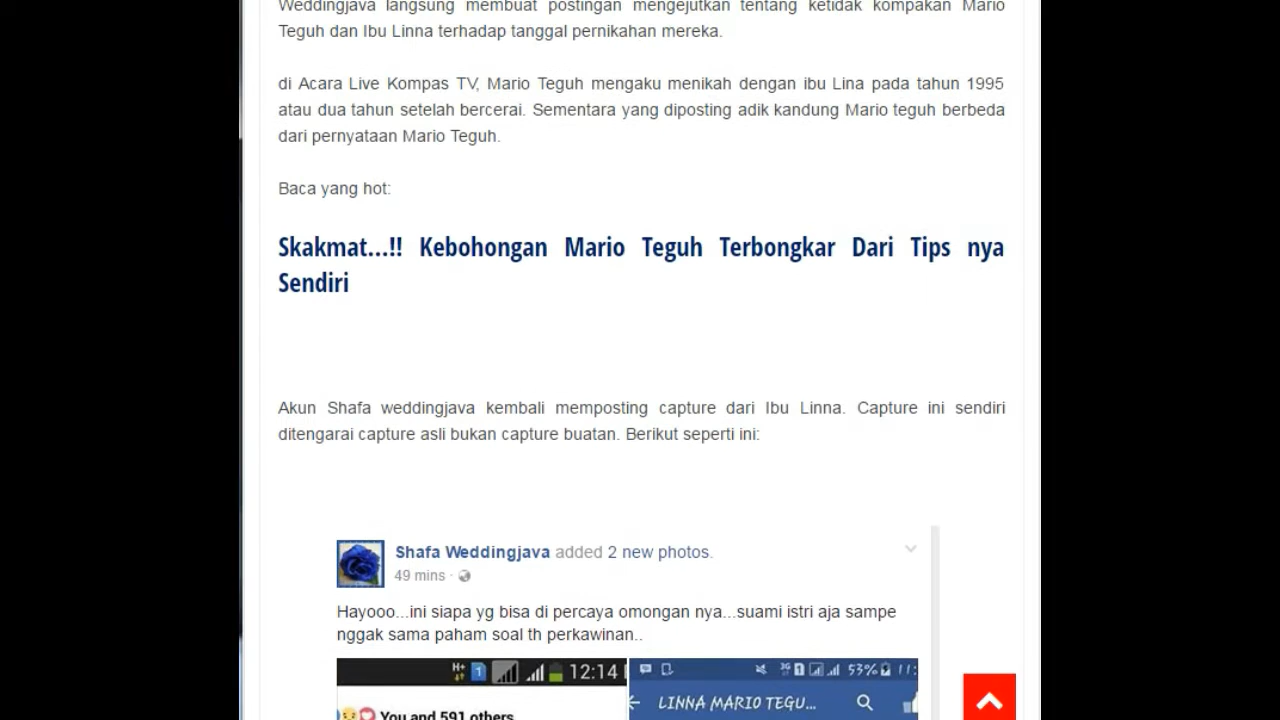 Weddingjava langsung membuat postingan mengejutkan tentang ketidak kompakan Mario
Teguh dan Ibu Linna terhadap tanggal pernikahan mereka.
di Acara Live Kompas TV, Mario Teguh mengaku menikah dengan ibu Lina pada tahun 1995
atau dua tahun setelah bercerai. Sementara yang diposting adik kandung Mario teguh berbeda
dari pernyataan Mario Teguh.
Baca yang hot:
Skakmat...!! Kebohongan Mario Teguh Terbongkar Dari Tips nya
Sendiri
Akun Shafa weddingjava kembali memposting capture dari Ibu Linna. Capture ini sendiri
ditengarai capture asli bukan capture buatan. Berikut seperti ini:
Shafa Weddingjava added 2 new photos.
49 mins ·
Hayooo...ini siapa yg bisa di percaya omongan nya...suami istri aja sampe
nggak sama paham soal th perkawinan..
H+ 1 12:14
3G 1 53% 11:
You and 591 others
LINNA MARIO TEGU...